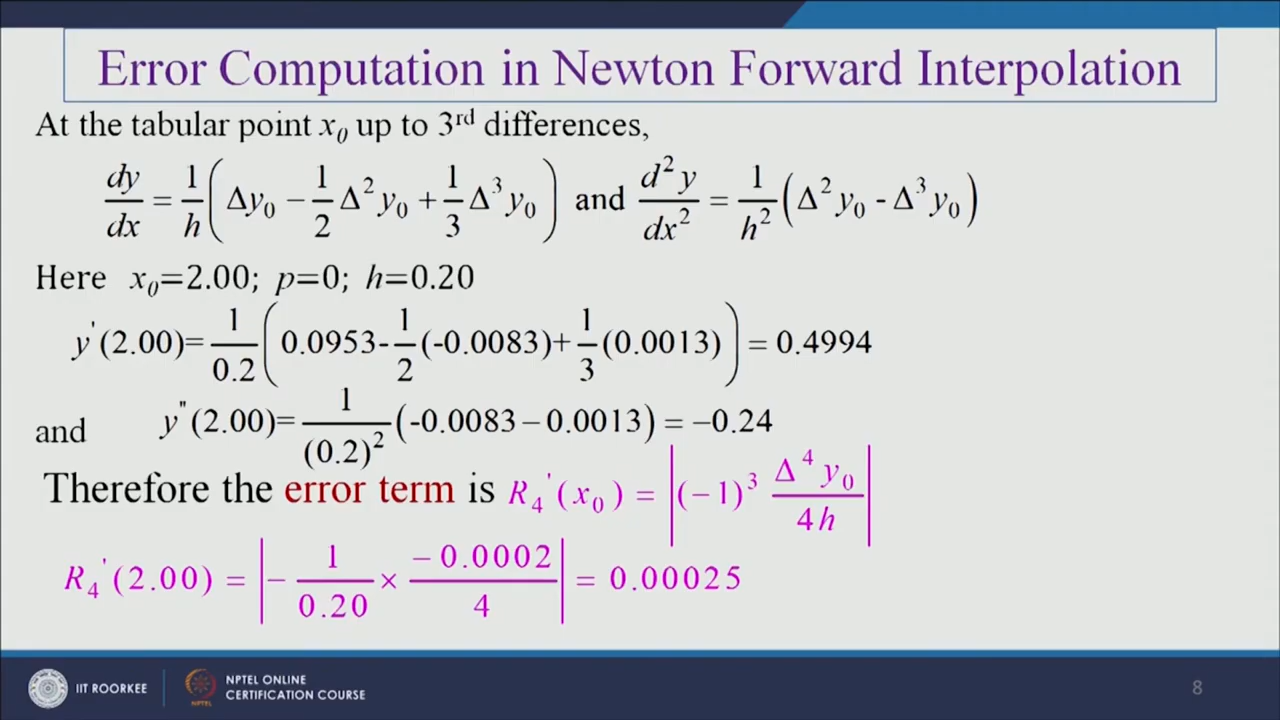 Error Computation in Newton Forward Interpolation
At the tabular point x₀ up to 3rd differences,
dy/dx = 1/h (Δy₀ − 1/2 Δ²y₀ + 1/3 Δ³y₀) and d²y/dx² = 1/h² (Δ²y₀ - Δ³y₀)
Here x₀=2.00; p=0; h=0.20
y'(2.00)= 1/0.2 (0.0953- 1/2 (-0.0083)+ 1/3 (0.0013)) = 0.4994
and y"(2.00)= 1/(0.2)² (-0.0083 − 0.0013) = −0.24
Therefore the error term is R₄'(x₀) = |(−1)³ Δ⁴y₀/4h|
R₄'(2.00) = |− 1/0.20 × −0.0002/4| = 0.00025
IIT ROORKEE
NPTEL ONLINE
CERTIFICATION COURSE
NPTEL
8